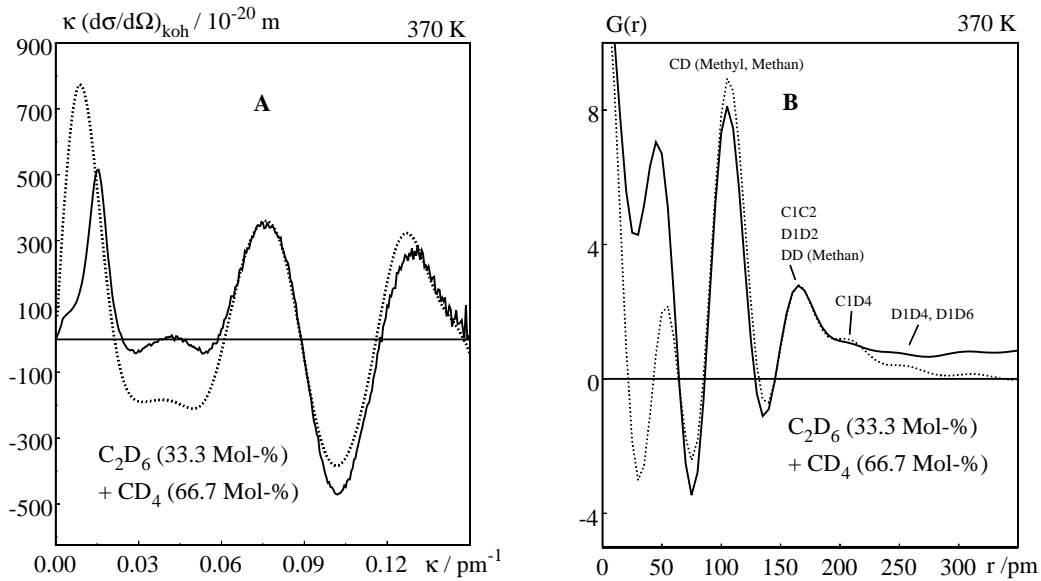 κ (dσ/dΩ)koh / 10-20 m
370 K
900
700
500
300
100
-100
-300
-500
A
C2D6 (33.3 Mol-%)
+ CD4 (66.7 Mol-%)
0.00
0.03
0.06
0.09
0.12
κ / pm-1
G(r)
370 K
8
4
0
-4
CD (Methyl, Methan)
B
C1C2
D1D2
DD (Methan)
C1D4
D1D4, D1D6
C2D6 (33.3 Mol-%)
+ CD4 (66.7 Mol-%)
0
50
100
150
200
250
300
r /pm